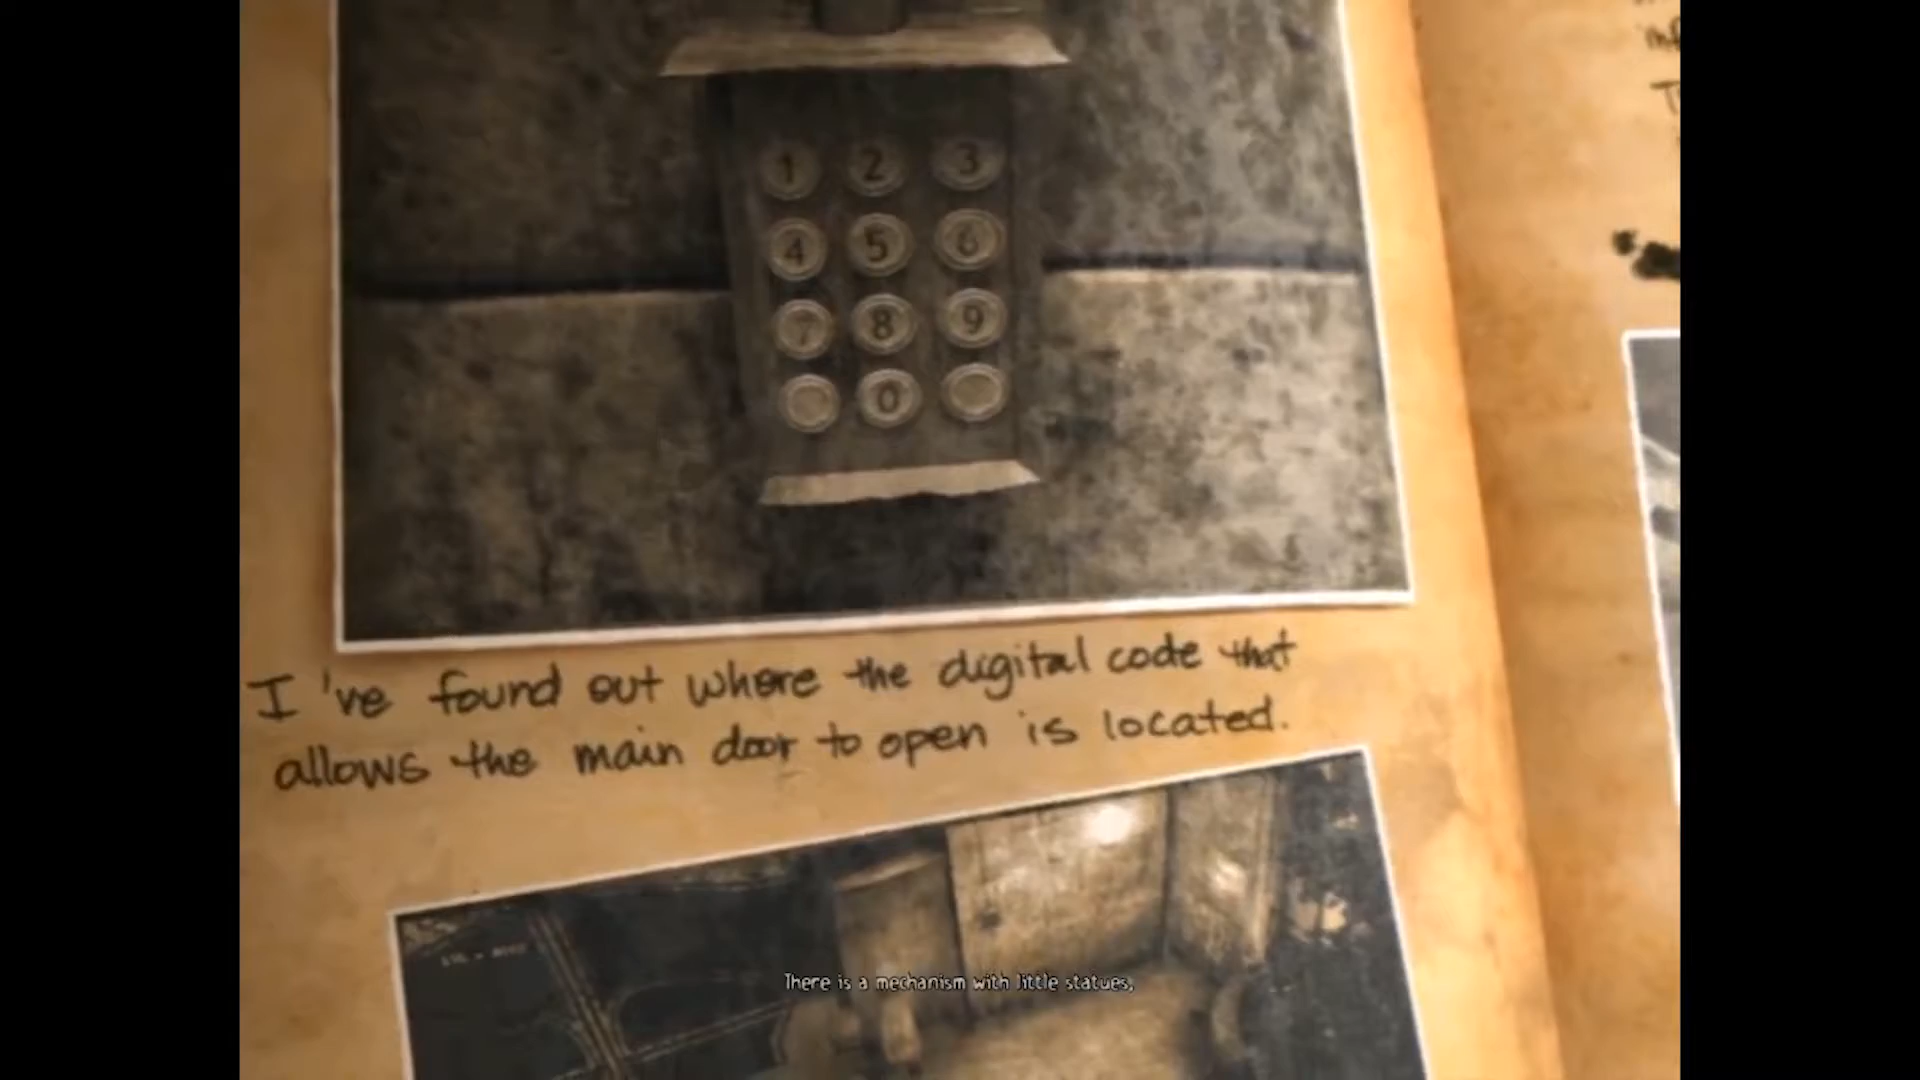 1 2 3
4 5 6
7 8 9
0
I've found out where the digital code that
allows the main door to open is located.
There is a mechanism with little statues,